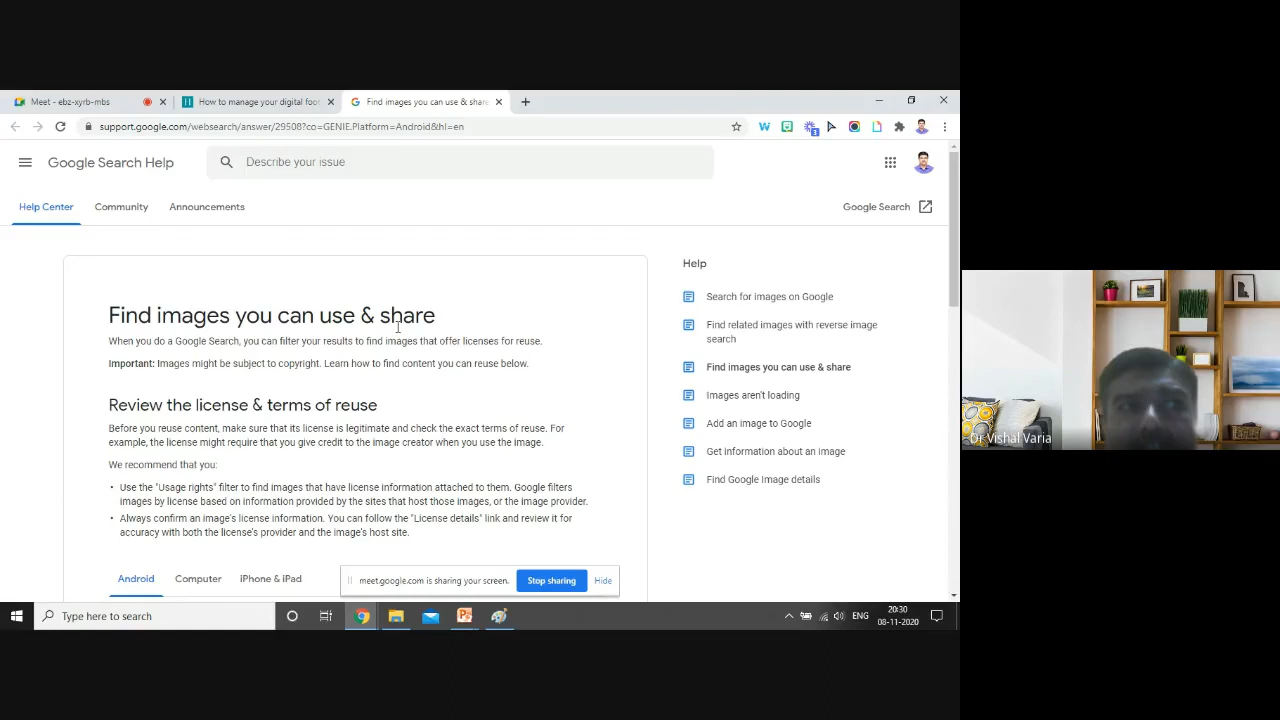 Meet - ebz-xyrb-mbs
How to manage your digital foot
Find images you can use & share
support.google.com/websearch/answer/29508?co=GENIE.Platform=Android&hl=en
Google Search Help
Describe your issue
Help Center
Community
Announcements
Google Search
Find images you can use & share
When you do a Google Search, you can filter your results to find images that offer licenses for reuse.
Important: Images might be subject to copyright. Learn how to find content you can reuse below.
Review the license & terms of reuse
Before you reuse content, make sure that its license is legitimate and check the exact terms of reuse. For
example, the license might require that you give credit to the image creator when you use the image.
We recommend that you:
• Use the "Usage rights" filter to find images that have license information attached to them. Google filters
images by license based on information provided by the sites that host those images, or the image provider.
• Always confirm an image's license information. You can follow the "License details" link and review it for
accuracy with both the license's provider and the image's host site.
Android
Computer
iPhone & iPad
Help
Search for images on Google
Find related images with reverse image
search
Find images you can use & share
Images aren't loading
Add an image to Google
Get information about an image
Find Google Image details
meet.google.com is sharing your screen.
Stop sharing
Hide
Dr Vishal Varia
Type here to search
ENG
20:30
08-11-2020